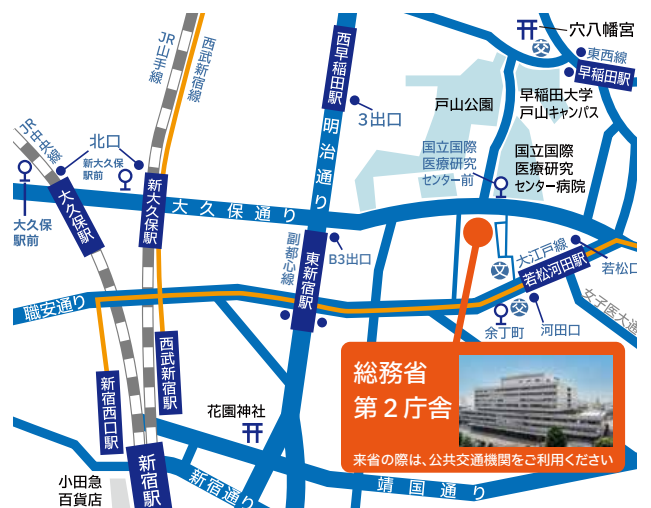 穴八幡宮
交
東西線
早稲田駅
西早稲田駅
JR
山手線
西武新宿線
戸山公園
早稲田大学
戸山キャンパス
3出口
明治通り
JR
中央線
北口
新大久保
駅前
国立国際
医療研究
センター前
国立国際
医療研究
センター病院
大久保駅
新大久保駅
大久保通り
大久保
駅前
副都心線
東新宿駅
B3出口
大江戸線
若松河田駅
若松口
文
職安通り
交
余丁町
河田口
女子医大通
西武新宿駅
新宿西口駅
総務省
第2庁舎
来省の際は、公共交通機関をご利用ください
花園神社
新宿駅
小田急
百貨店
新宿通り
靖国通り